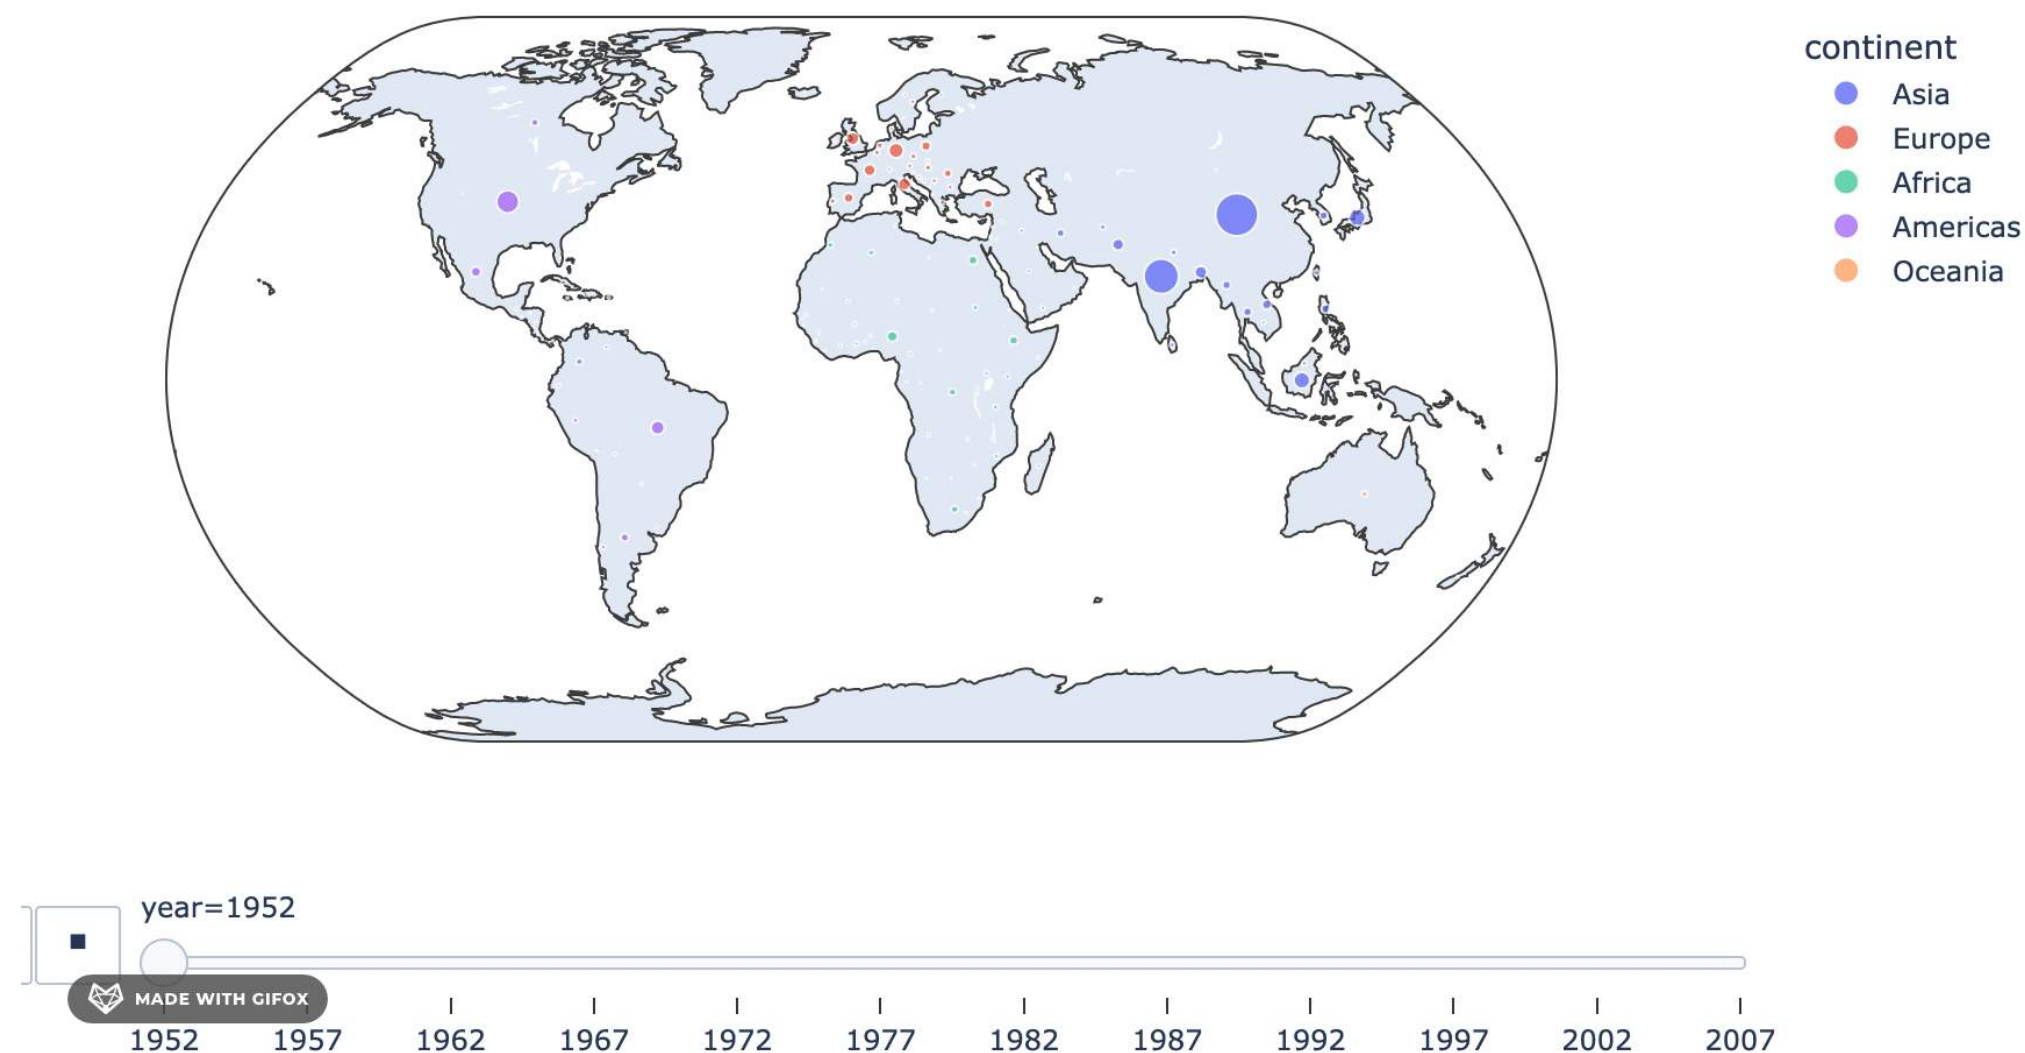 continent
Asia
Europe
Africa
Americas
Oceania
year=1952
MADE WITH GIFOX
1952 1957 1962 1967 1972 1977 1982 1987 1992 1997 2002 2007